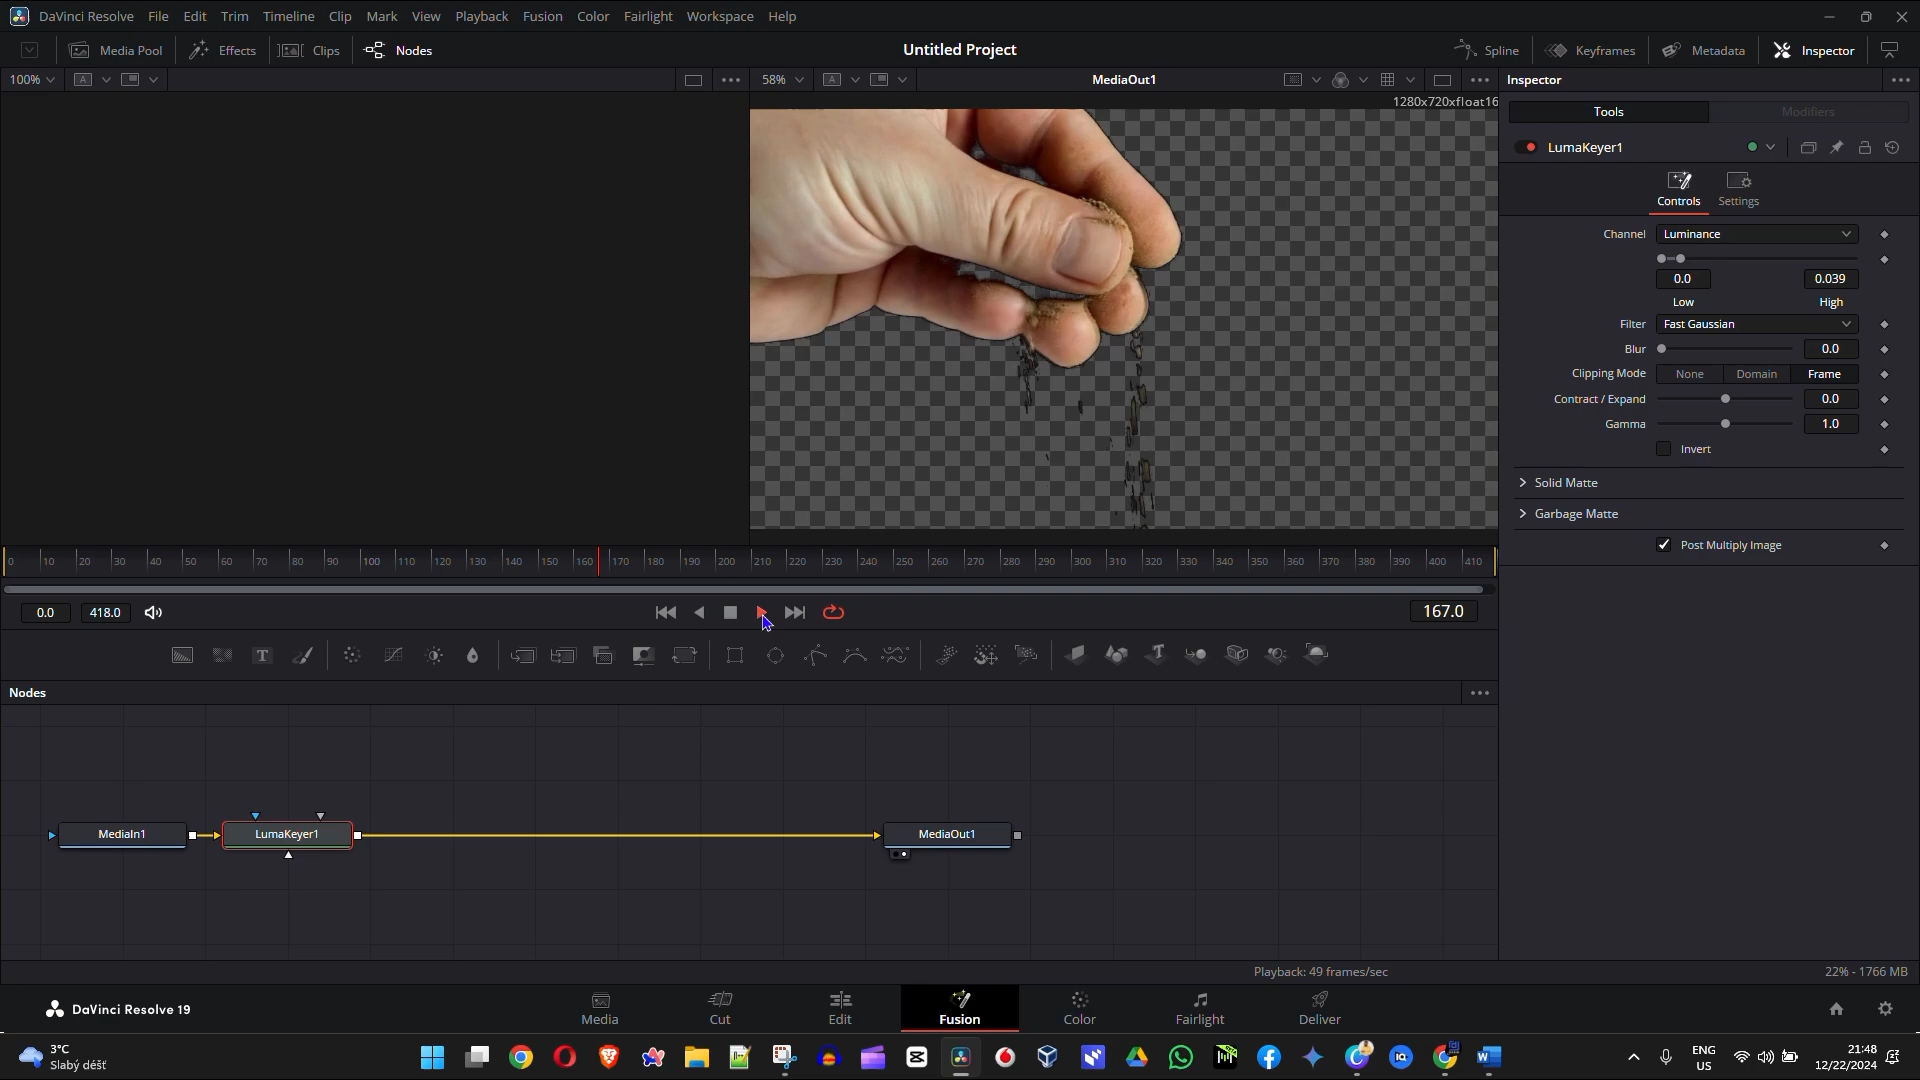 DaVinci Resolve File Edit Trim Timeline Clip Mark View Playback Fusion Color Fairlight Workspace Help
Media Pool Effects Clips Nodes Untitled Project Spline Keyframes Metadata Inspector
100% A 58% A MediaOut1 Inspector
1280x720xfloat16
Tools Modifiers
LumaKeyer1
Controls Settings
Channel Luminance
0.0 0.039
Low High
Filter Fast Gaussian
Blur 0.0
Clipping Mode None Domain Frame
Contract / Expand 0.0
Gamma 1.0
Invert
Solid Matte
Garbage Matte
Post Multiply Image
0 10 20 30 40 50 60 70 80 90 100 110 120 130 140 150 160 170 180 190 200 210 220 230 240 250 260 270 280 290 300 310 320 330 340 350 360 370 380 390 400 410
0.0 418.0 167.0
T T
Nodes
MediaIn1 LumaKeyer1 MediaOut1
Playback: 49 frames/sec 22% - 1766 MB
DaVinci Resolve 19 Media Cut Edit Fusion Color Fairlight Deliver
3°C
Slabý déšť
ENG
US
21:48
12/22/2024